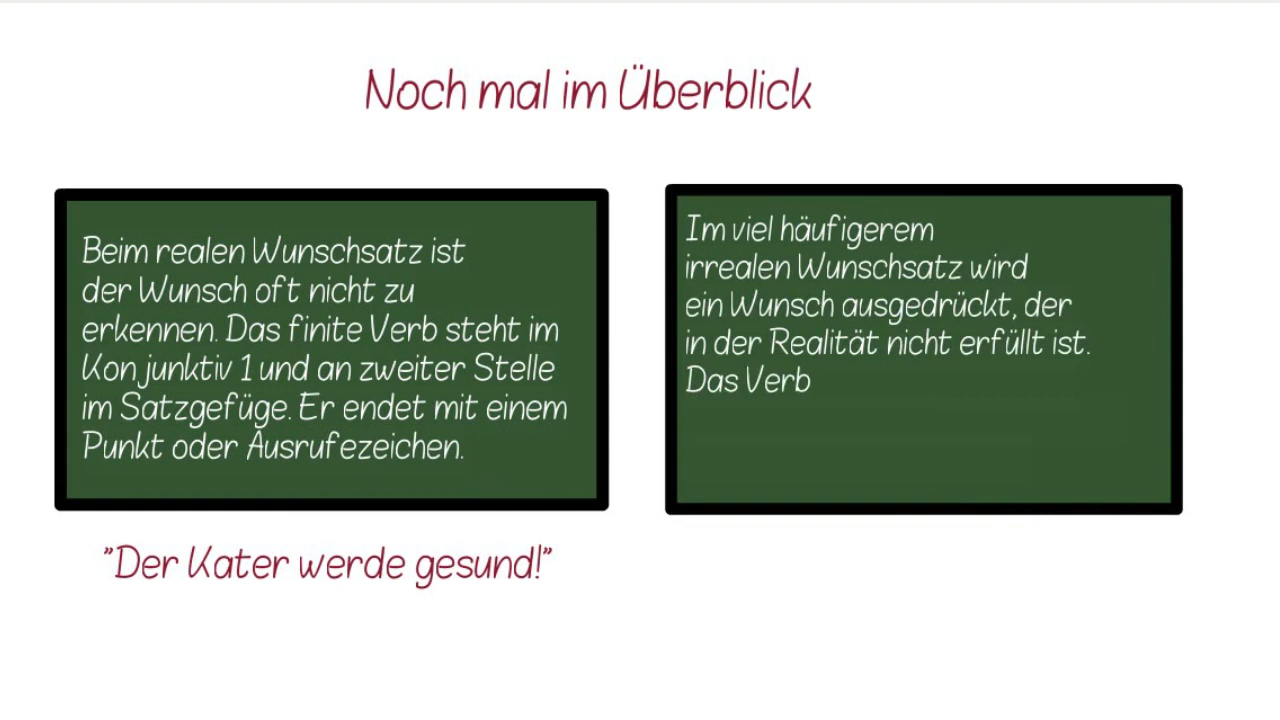 Noch mal im Überblick
Beim realen Wunschsatz ist
der Wunsch oft nicht zu
erkennen. Das finite Verb steht im
Konjunktiv 1 und an zweiter Stelle
im Satzgefüge. Er endet mit einem
Punkt oder Ausrufezeichen.
"Der Kater werde gesund!"
Im viel häufigerem
irrealen Wunschsatz wird
ein Wunsch ausgedrückt, der
in der Realität nicht erfüllt ist.
Das Verb